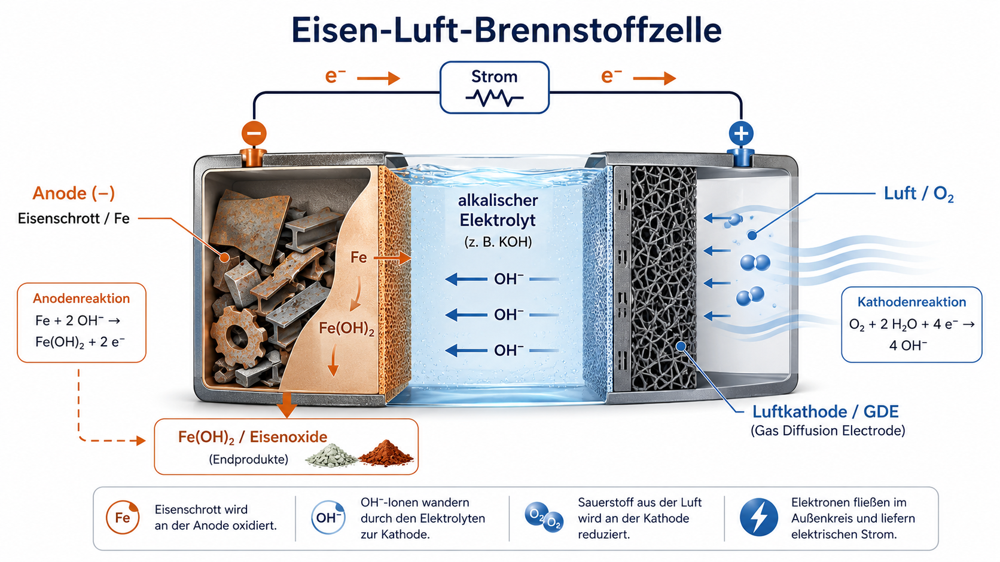 Eisen-Luft-Brennstoffzelle
e⁻
Strom
e⁻
−
+
Anode (−)
Eisenschrott / Fe
Luft / O₂
alkalischer
Elektrolyt
(z. B. KOH)
Fe
OH⁻
OH⁻
OH⁻
Fe(OH)₂
Anodenreaktion
Fe + 2 OH⁻ →
Fe(OH)₂ + 2 e⁻
Kathodenreaktion
O₂ + 2 H₂O + 4 e⁻ →
4 OH⁻
Luftkathode / GDE
(Gas Diffusion Electrode)
Fe(OH)₂ / Eisenoxide
(Endprodukte)
Fe
Eisenschrott wird
an der Anode oxidiert.
OH⁻
OH⁻-Ionen wandern
durch den Elektrolyten
zur Kathode.
O₂
O₂
Sauerstoff aus der Luft
wird an der Kathode
reduziert.
Elektronen fließen im
Außenkreis und liefern
elektrischen Strom.